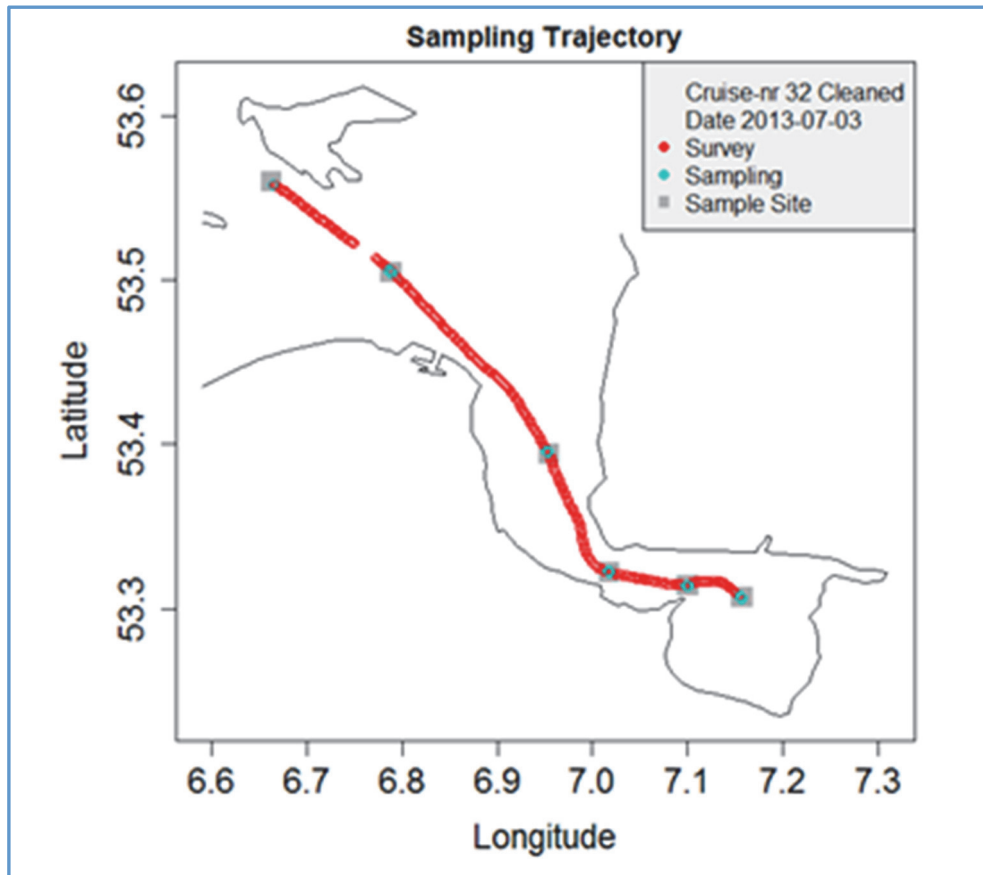 Sampling Trajectory
Cruise-nr 32 Cleaned
Date 2013-07-03
Survey
Sampling
Sample Site
Latitude
53.6
53.5
53.4
53.3
6.6 6.7 6.8 6.9 7.0 7.1 7.2 7.3
Longitude